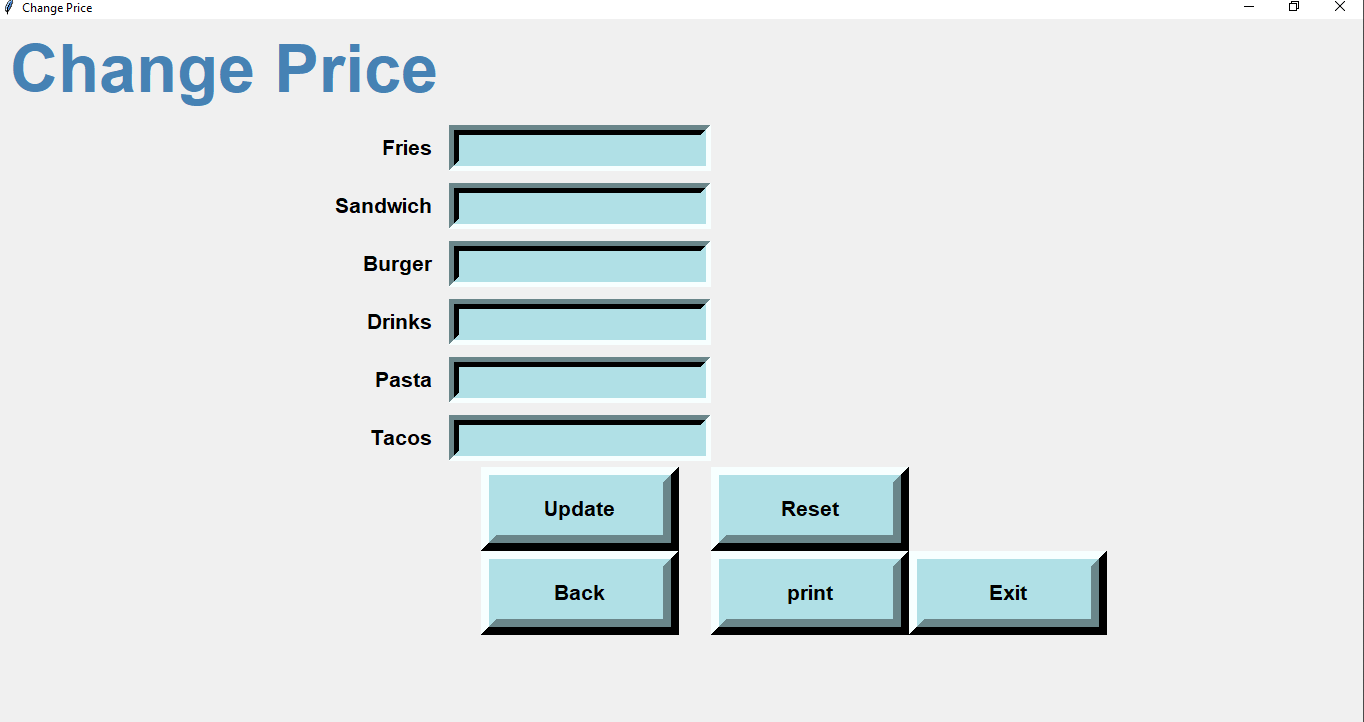 Change Price
Change Price
Fries
Sandwich
Burger
Drinks
Pasta
Tacos
Update Reset
Back print Exit